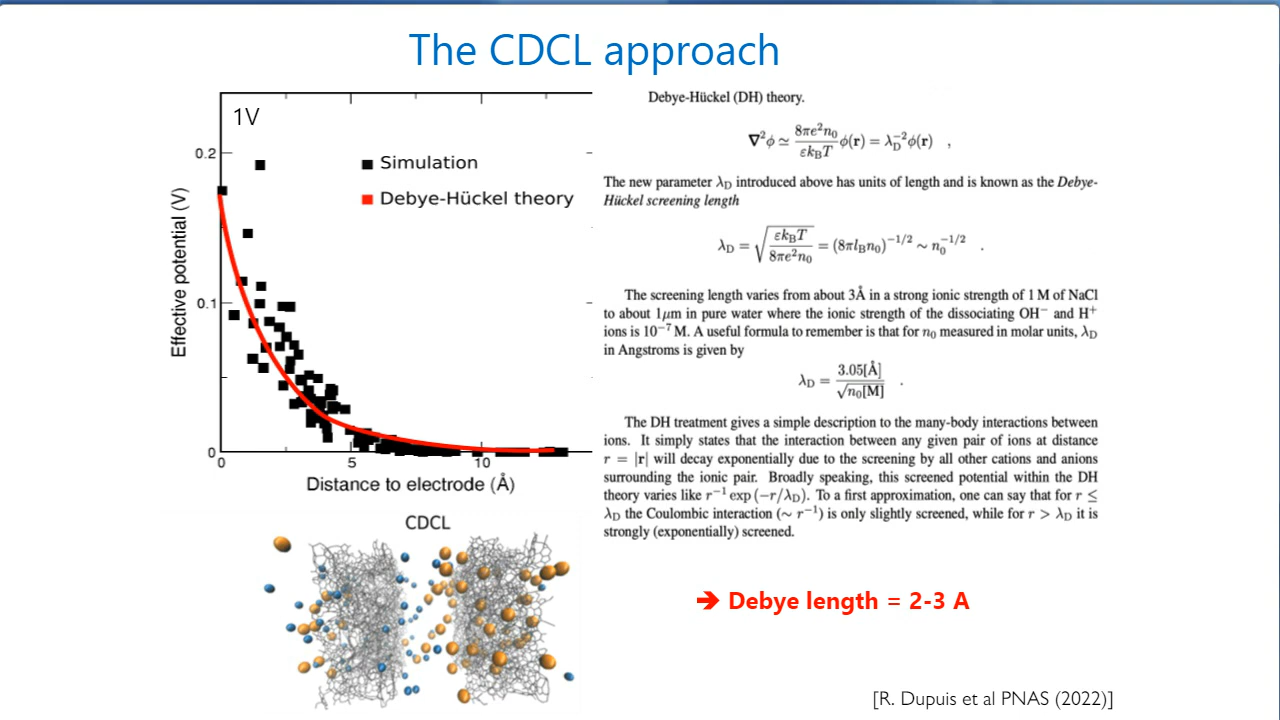 The CDCL approach
1V
0.2
0.1
0
Effective potential (V)
Simulation
Debye-Hückel theory
0
5
10
Distance to electrode (Å)
CDCL
Debye-Hückel (DH) theory.
∇²ϕ ≃ 8πe²n₀ / εk_BT ϕ(r) = λ_D⁻²ϕ(r) ,
The new parameter λ_D introduced above has units of length and is known as the Debye-
Hückel screening length
λ_D = √(εk_BT / 8πe²n₀) = (8πl_Bn₀)^−1/2 ∼ n₀^−1/2 .
The screening length varies from about 3Å in a strong ionic strength of 1 M of NaCl
to about 1μm in pure water where the ionic strength of the dissociating OH⁻ and H⁺
ions is 10⁻⁷ M. A useful formula to remember is that for n₀ measured in molar units, λ_D
in Angstroms is given by
λ_D = 3.05[Å] / √n₀[M] .
The DH treatment gives a simple description to the many-body interactions between
ions. It simply states that the interaction between any given pair of ions at distance
r = |r| will decay exponentially due to the screening by all other cations and anions
surrounding the ionic pair. Broadly speaking, this screened potential within the DH
theory varies like r⁻¹ exp (−r/λ_D). To a first approximation, one can say that for r ≤
λ_D the Coulombic interaction (∼ r⁻¹) is only slightly screened, while for r > λ_D it is
strongly (exponentially) screened.
➔ Debye length = 2-3 A
[R. Dupuis et al PNAS (2022)]